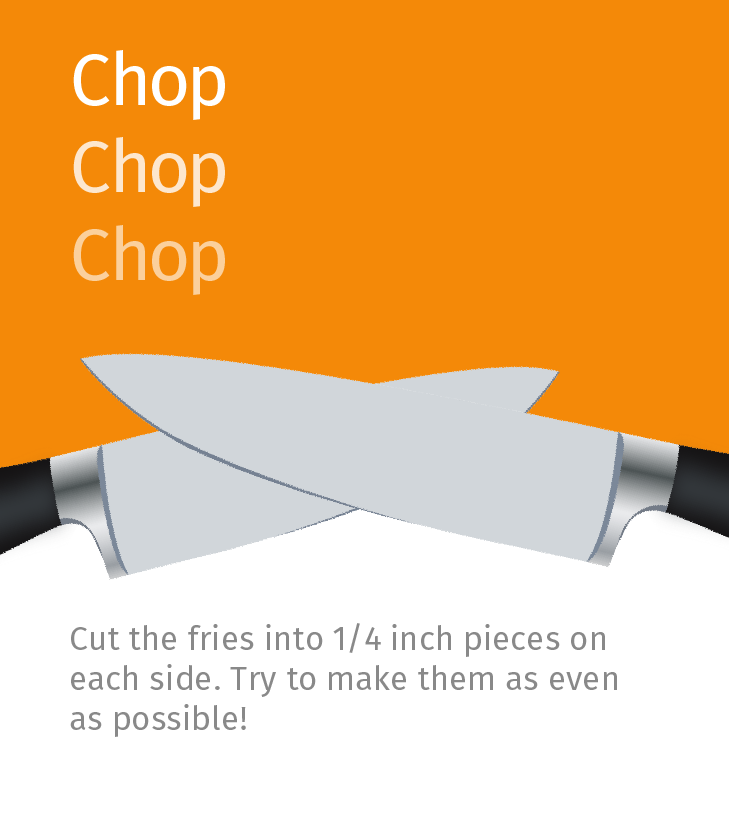 Chop
Chop
Chop
Cut the fries into 1/4 inch pieces on
each side. Try to make them as even
as possible!